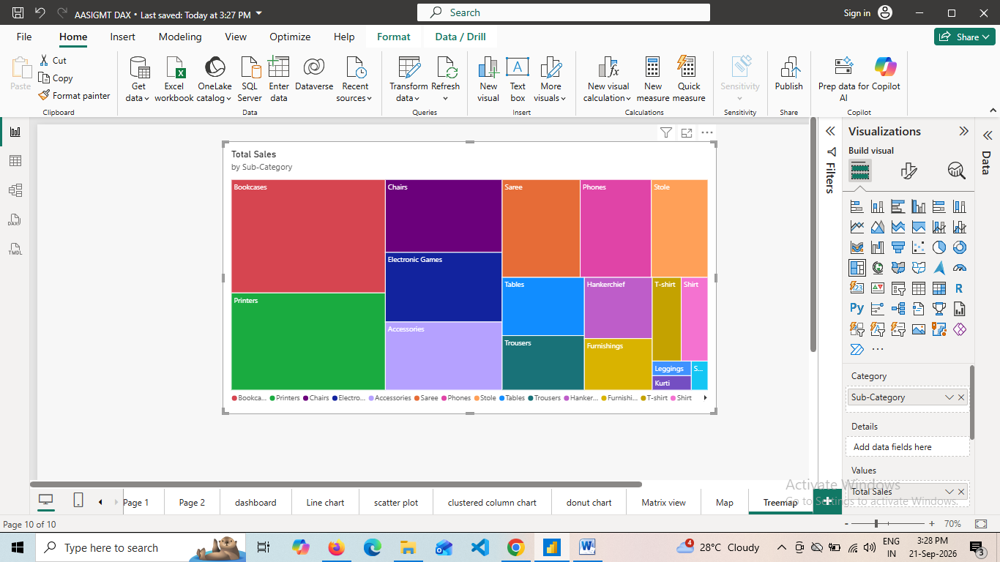 AASIGMT DAX • Last saved: Today at 3:27 PM
Search
Sign in
File Home Insert Modeling View Optimize Help Format Data / Drill
Share
Paste
Cut
Copy
Format painter
Clipboard
Get data
Excel workbook
OneLake catalog
SQL Server
Enter data
Dataverse
Recent sources
Data
Transform data
Refresh
Queries
New visual
Text box
More visuals
Insert
New visual calculation
New measure
Quick measure
Calculations
Sensitivity
Sensitivity
Publish
Share
Prep data for AI
Copilot
Copilot
DAX
TMDL
Total Sales
by Sub-Category
Bookcases
Printers
Chairs
Electronic Games
Accessories
Saree
Phones
Stole
Tables
Trousers
Hankerchief
Furnishings
T-shirt
Shirt
Leggings
Kurti
S...
Bookca... Printers Chairs Electro... Accessories Saree Phones Stole Tables Trousers Hanker... Furnishi... T-shirt Shirt
Filters
Visualizations
Build visual
123
R
Py
Category
Sub-Category
Details
Add data fields here
Values
Total Sales
Data
Activate Windows
Go to Settings to activate Windows.
Page 1 Page 2 dashboard Line chart scatter plot clustered column chart donut chart Matrix view Map Treemap
Page 10 of 10
- + 70%
Type here to search
4
28°C Cloudy
ENG
IN
3:28 PM
21-Sep-2026
3